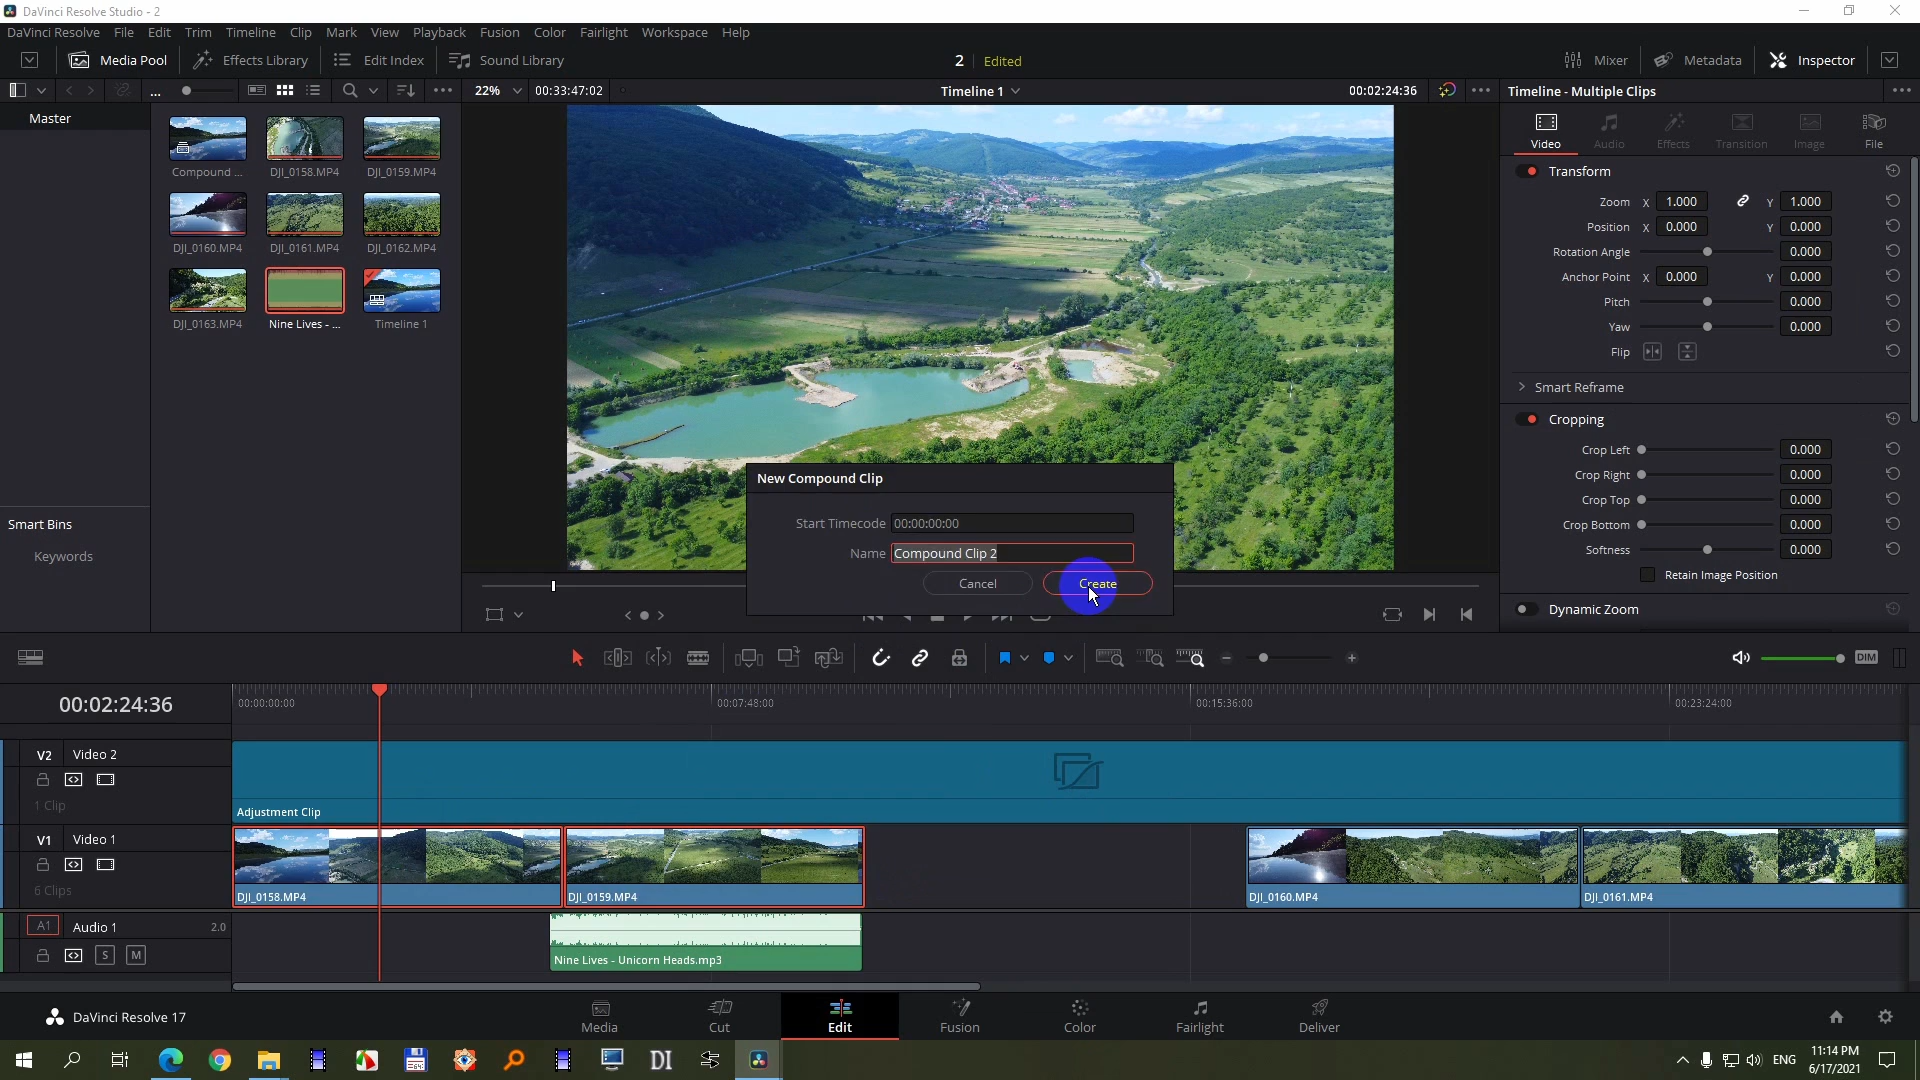 DaVinci Resolve Studio - 2
DaVinci Resolve File Edit Trim Timeline Clip Mark View Playback Fusion Color Fairlight Workspace Help
Media Pool Effects Library Edit Index Sound Library 2 Edited Mixer Metadata Inspector
... 22% 00:33:47:02 Timeline 1 00:02:24:36 Timeline - Multiple Clips
Master
Compound ... DJI_0158.MP4 DJI_0159.MP4
DJI_0160.MP4 DJI_0161.MP4 DJI_0162.MP4
DJI_0163.MP4 Nine Lives - ... Timeline 1
Smart Bins
Keywords
Video Audio Effects Transition Image File
Transform
Zoom X 1.000 Y 1.000
Position X 0.000 Y 0.000
Rotation Angle 0.000
Anchor Point X 0.000 Y 0.000
Pitch 0.000
Yaw 0.000
Flip
Smart Reframe
Cropping
Crop Left 0.000
Crop Right 0.000
Crop Top 0.000
Crop Bottom 0.000
Softness 0.000
Retain Image Position
Dynamic Zoom
New Compound Clip
Start Timecode 00:00:00:00
Name Compound Clip 2
Cancel Create
DIM
00:02:24:36 00:00:00:00 00:07:48:00 00:15:36:00 00:23:24:00
V2 Video 2
1 Clip
Adjustment Clip
V1 Video 1
6 Clips
DJI_0158.MP4 DJI_0159.MP4 DJI_0160.MP4 DJI_0161.MP4
A1 Audio 1 2.0
S M
Nine Lives - Unicorn Heads.mp3
DaVinci Resolve 17 Media Cut Edit Fusion Color Fairlight Deliver
DI ENG 11:14 PM
6/17/2021